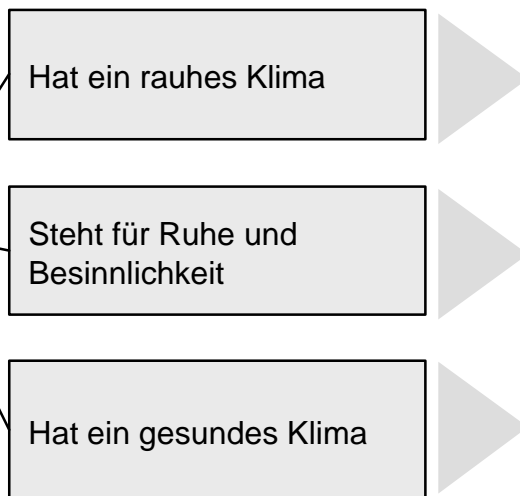 Hat ein rauhes Klima
Steht für Ruhe und
Besinnlichkeit
Hat ein gesundes Klima